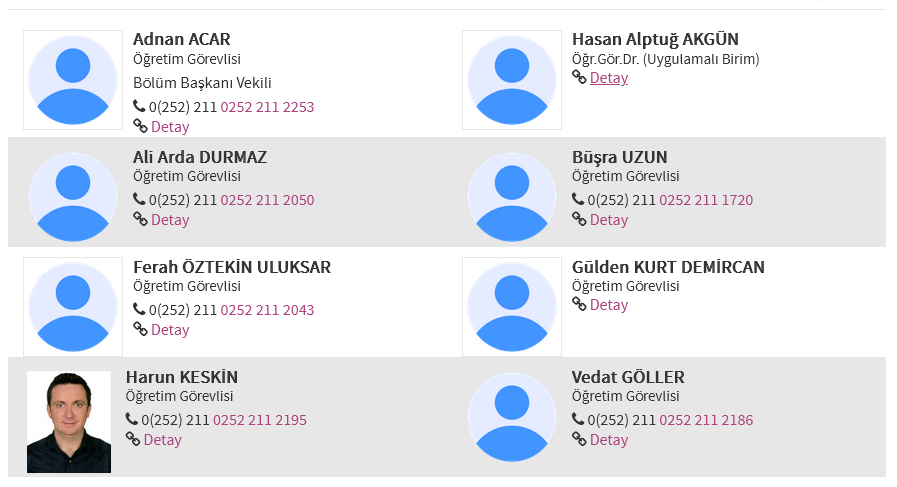 Adnan ACAR
Öğretim Görevlisi
Bölüm Başkanı Vekili
0(252) 211 0252 211 2253
Detay
Hasan Alptuğ AKGÜN
Öğr.Gör.Dr. (Uygulamalı Birim)
Detay
Ali Arda DURMAZ
Öğretim Görevlisi
0(252) 211 0252 211 2050
Detay
Büşra UZUN
Öğretim Görevlisi
0(252) 211 0252 211 1720
Detay
Ferah ÖZTEKİN ULUKSAR
Öğretim Görevlisi
0(252) 211 0252 211 2043
Detay
Gülden KURT DEMİRCAN
Öğretim Görevlisi
Detay
Harun KESKİN
Öğretim Görevlisi
0(252) 211 0252 211 2195
Detay
Vedat GÖLLER
Öğretim Görevlisi
0(252) 211 0252 211 2186
Detay